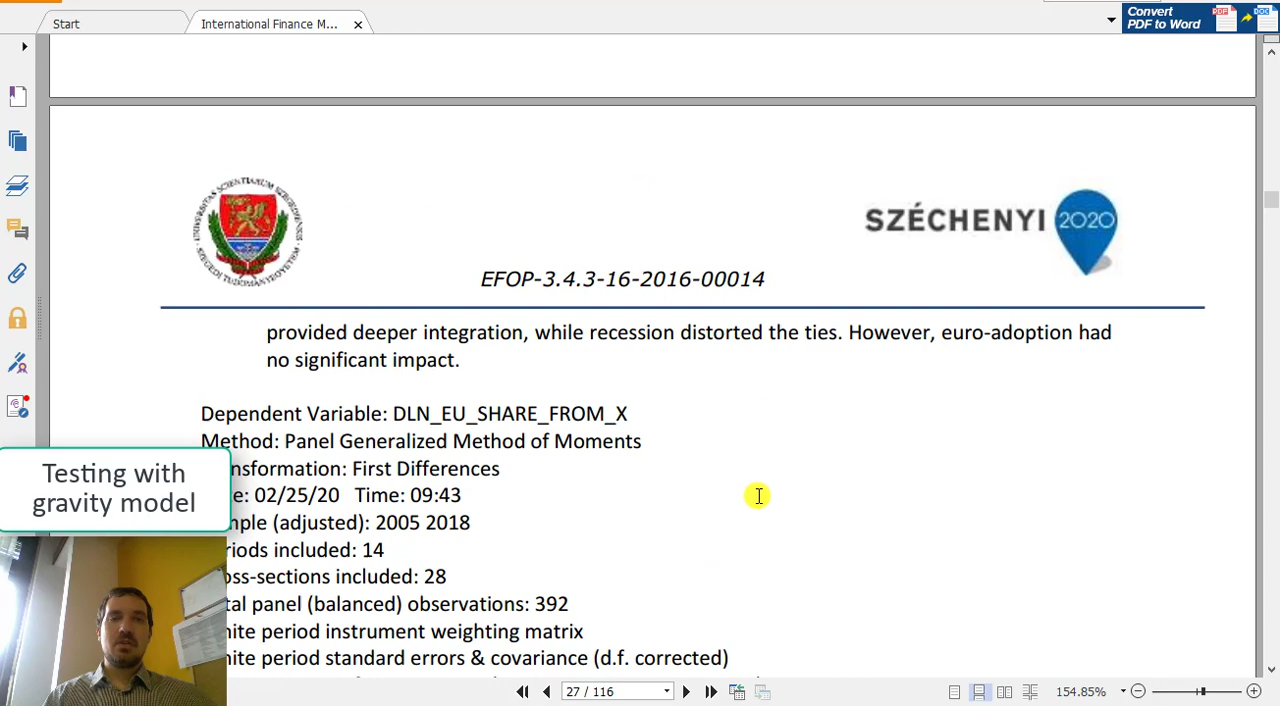 Start
International Finance M...
Convert
PDF to Word
SZÉCHENYI 2020
EFOP-3.4.3-16-2016-00014
provided deeper integration, while recession distorted the ties. However, euro-adoption had
no significant impact.
Dependent Variable: DLN_EU_SHARE_FROM_X
Method: Panel Generalized Method of Moments
nsformation: First Differences
e: 02/25/20 Time: 09:43
mple (adjusted): 2005 2018
riods included: 14
oss-sections included: 28
tal panel (balanced) observations: 392
nite period instrument weighting matrix
nite period standard errors & covariance (d.f. corrected)
Testing with
gravity model
27 / 116
154.85%